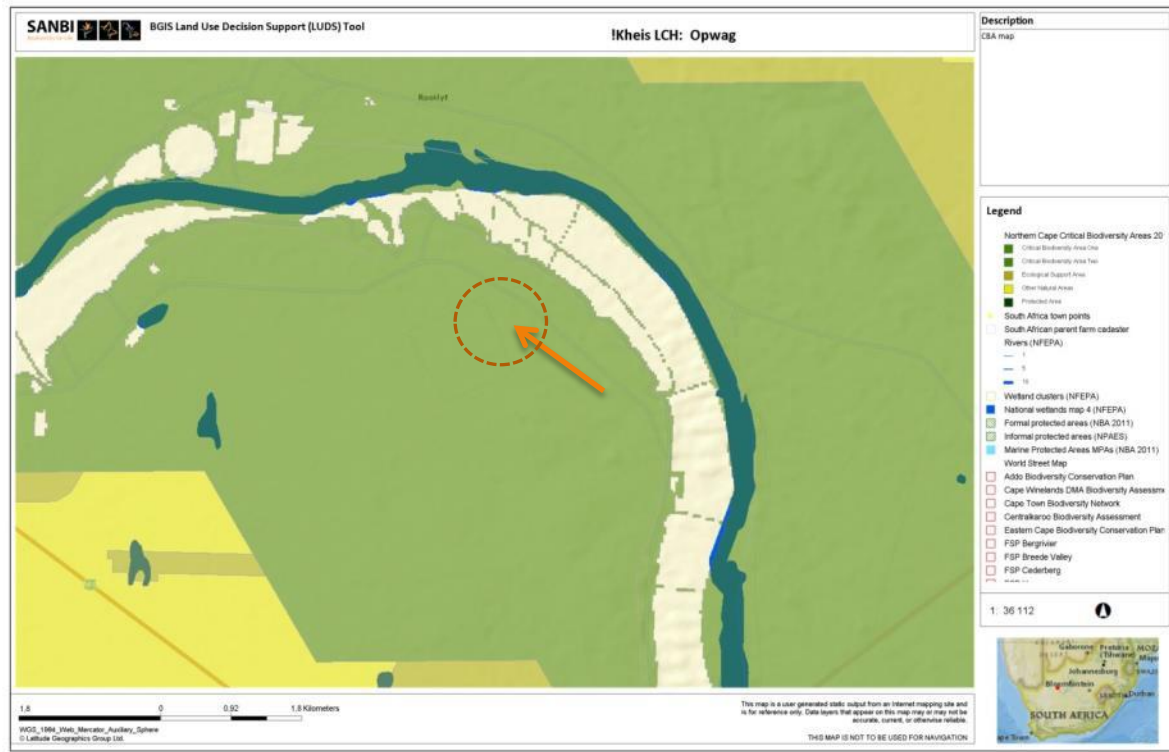 SANBI
BGIS Land Use Decision Support (LUDS) Tool
!Kheis LCH: Opwag
Description
CBA map
Legend
Northern Cape Critical Biodiversity Areas 20
Critical Biodiversity Area One
Critical Biodiversity Area Two
Ecological Support Area
Other Natural Areas
Protected Area
South Africa town points
South African parent farm cadaster
Rivers (NFEPA)
1
5
Wetland clusters (NFEPA)
National wetlands map 4 (NFEPA)
Formal protected areas (NBA 2011)
Informal protected areas (NPAES)
Marine Protected Areas MPAs (NBA 2011)
World Street Map
Addo Biodiversity Conservation Plan
Cape Winelands DMA Biodiversity Assessm
Cape Town Biodiversity Network
Centralkaroo Biodiversity Assessment
Eastern Cape Biodiversity Conservation Plan
FSP Bergrivier
FSP Breede Valley
FSP Cederberg
1: 36 112
Gaborone Pretoria MOZ
(Tshwane) Map
Johannesburg
Bloemfontein
Durban
SOUTH AFRICA
ape Town
1,8 0 0,92 1,8 Kilometers
WGS_1984_Web_Mercator_Auxiliary_Sphere
© Latitude Geographics Group Ltd.
This map is a user generated static output from an Internet mapping site and
is for reference only. Data layers that appear on this map may or may not be
accurate, current, or otherwise reliable.
THIS MAP IS NOT TO BE USED FOR NAVIGATION